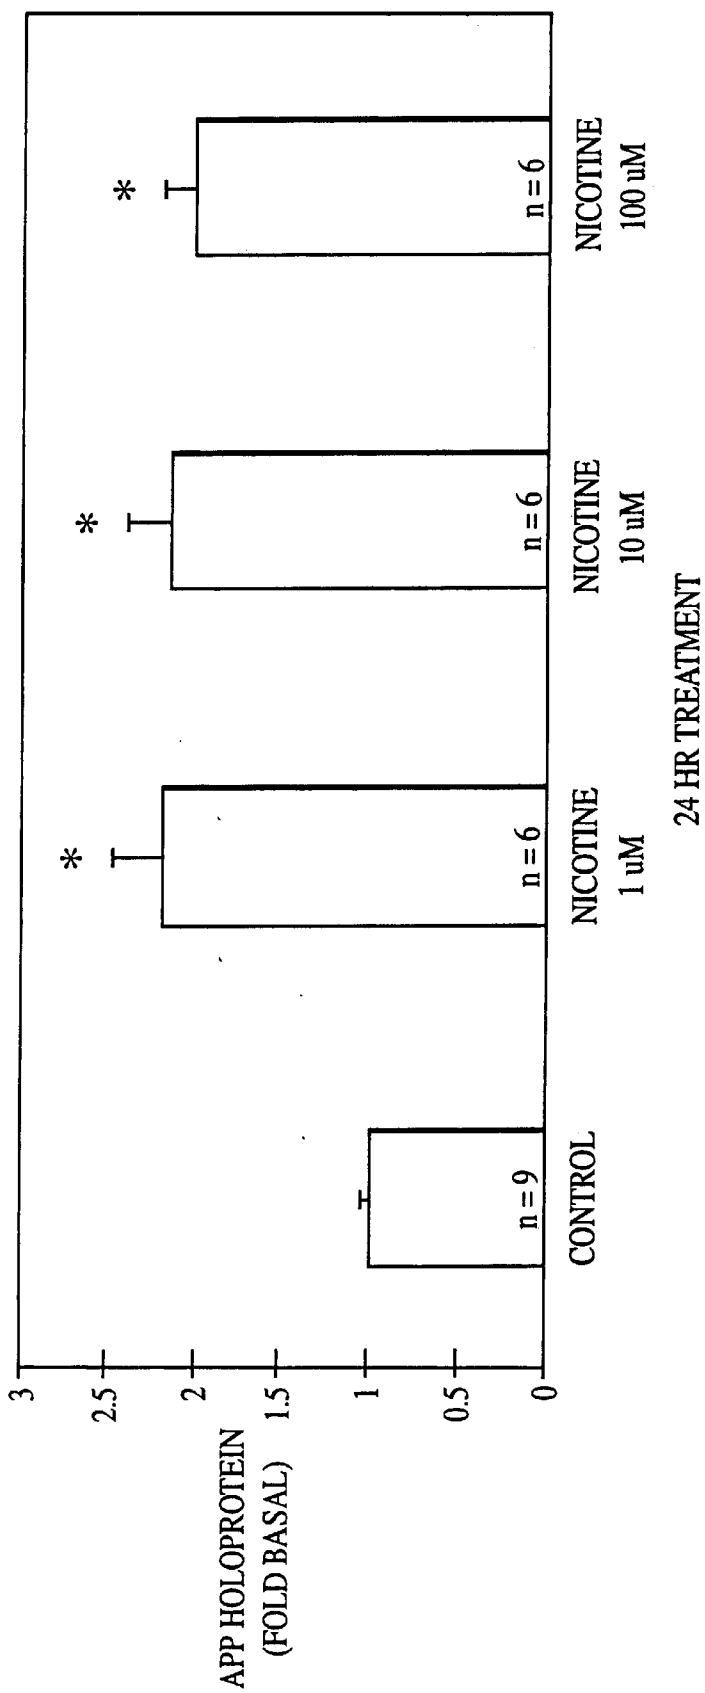 APP HOLOPROTEIN
(FOLD BASAL)
3
2.5
2
1.5
1
0.5
0
*
*
*
n = 9
n = 6
n = 6
n = 6
CONTROL
NICOTINE
1 uM
NICOTINE
10 uM
NICOTINE
100 uM
24 HR TREATMENT